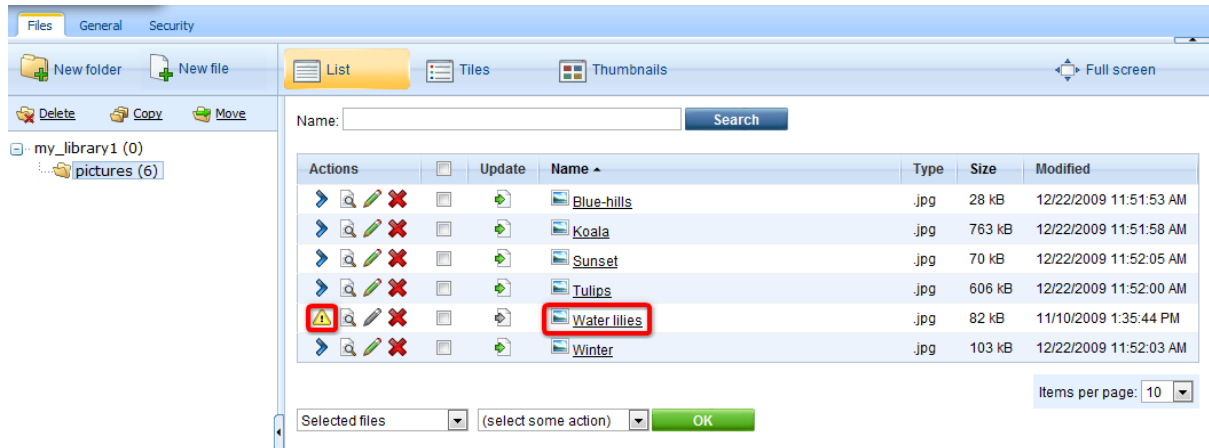 Files General Security
New folder New file List Tiles Thumbnails Full screen
Delete Copy Move
Name: Search
my_library1 (0)
pictures (6)
Actions Update Name Type Size Modified
Blue-hills .jpg 28 kB 12/22/2009 11:51:53 AM
Koala .jpg 763 kB 12/22/2009 11:51:58 AM
Sunset .jpg 70 kB 12/22/2009 11:52:05 AM
Tulips .jpg 606 kB 12/22/2009 11:52:00 AM
Water lilies .jpg 82 kB 11/10/2009 1:35:44 PM
Winter .jpg 103 kB 12/22/2009 11:52:03 AM
Items per page: 10
Selected files (select some action) OK